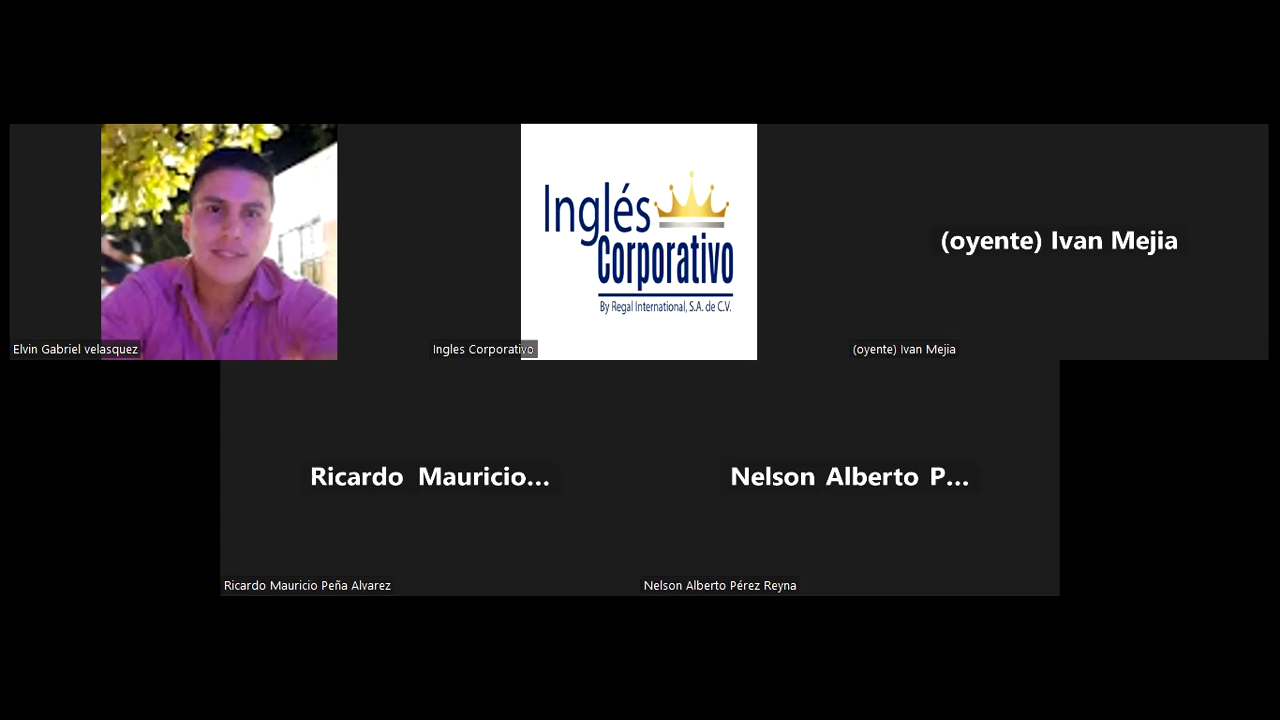 Inglés
Corporativo
By Regal International, S.A. de C.V.
(oyente) Ivan Mejia
Elvin Gabriel velasquez
Ingles Corporativo
(oyente) Ivan Mejia
Ricardo Mauricio...
Nelson Alberto P...
Ricardo Mauricio Peña Alvarez
Nelson Alberto Pérez Reyna